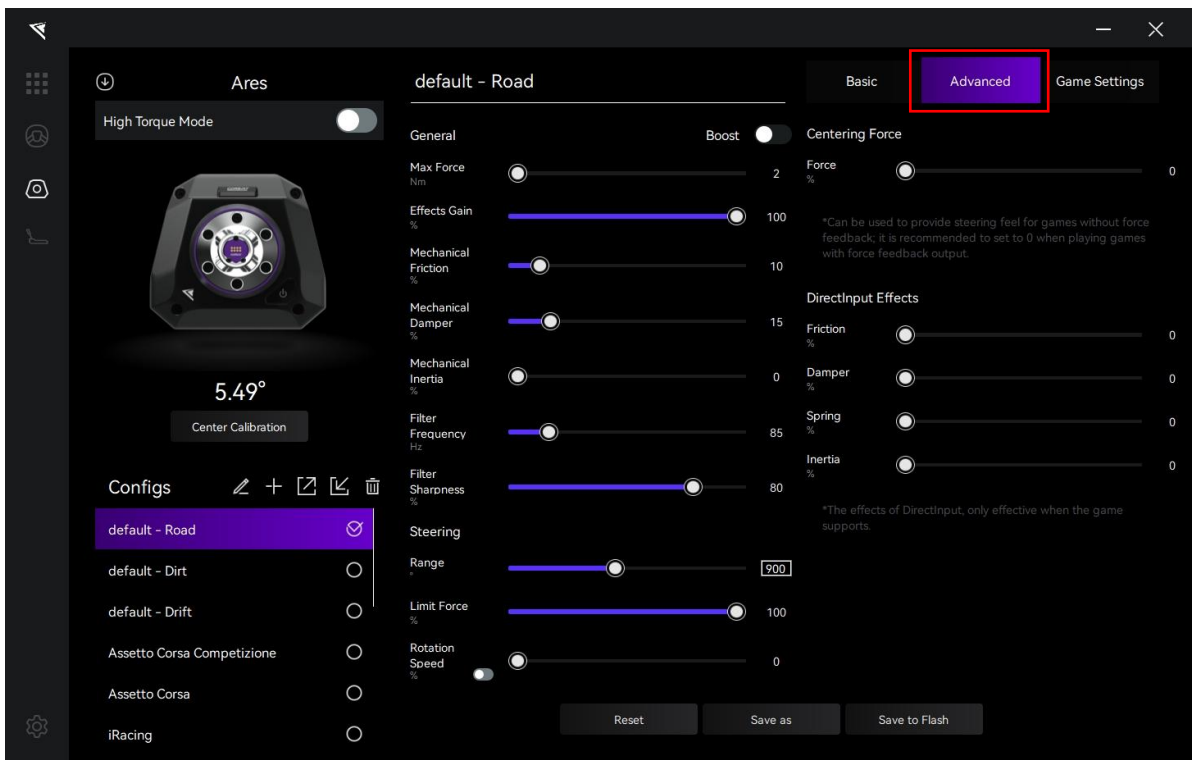 Ares
High Torque Mode
5.49°
Center Calibration
Configs
default - Road
default - Dirt
default - Drift
Assetto Corsa Competizione
Assetto Corsa
iRacing
default - Road
General
Boost
Max Force
Nm
2
Effects Gain
%
100
Mechanical
Friction
%
10
Mechanical
Damper
%
15
Mechanical
Inertia
%
0
Filter
Frequency
Hz
85
Filter
Sharpness
%
80
Steering
Range
°
900
Limit Force
%
100
Rotation
Speed
%
0
Reset
Save as
Save to Flash
Basic
Advanced
Game Settings
Centering Force
Force
%
0
*Can be used to provide steering feel for games without force
feedback; it is recommended to set to 0 when playing games
with force feedback output.
DirectInput Effects
Friction
%
0
Damper
%
0
Spring
%
0
Inertia
%
0
*The effects of DirectInput, only effective when the game
supports.